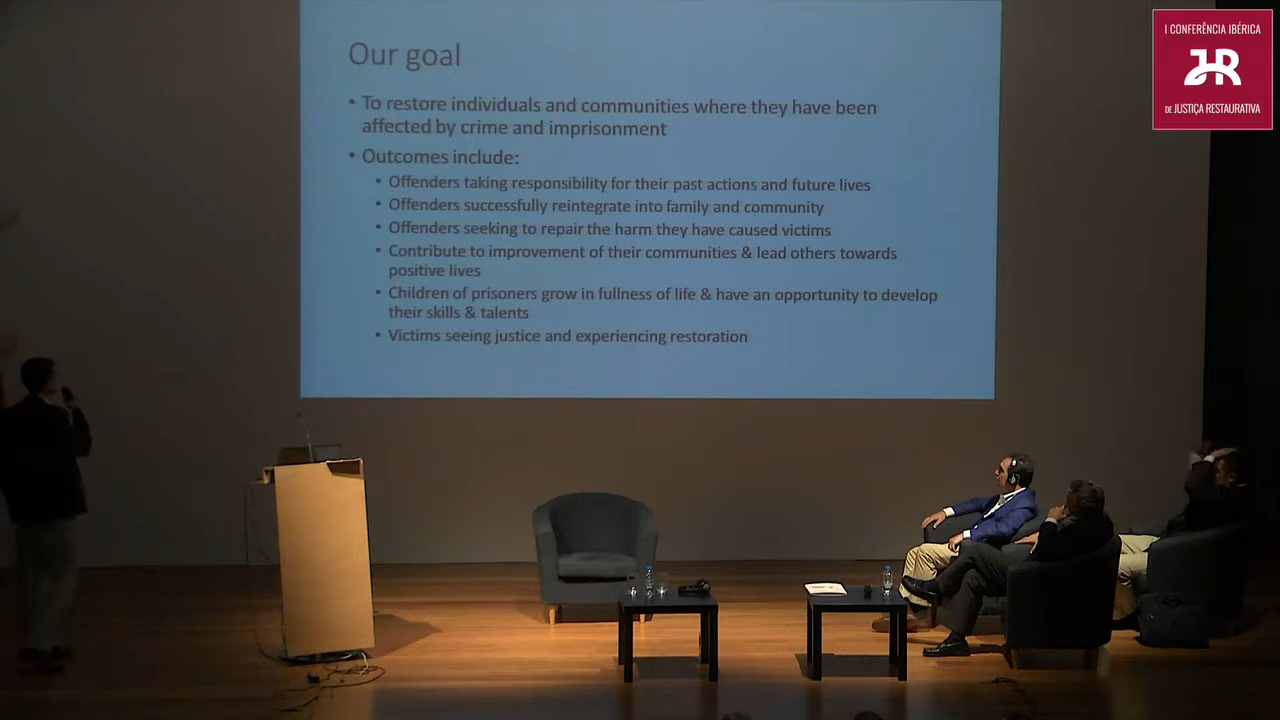 Our goal
• To restore individuals and communities where they have been
affected by crime and imprisonment
• Outcomes include:
• Offenders taking responsibility for their past actions and future lives
• Offenders successfully reintegrate into family and community
• Offenders seeking to repair the harm they have caused victims
• Contribute to improvement of their communities & lead others towards
positive lives
• Children of prisoners grow in fullness of life & have an opportunity to develop
their skills & talents
• Victims seeing justice and experiencing restoration
I CONFERÊNCIA IBÉRICA
JR
DE JUSTIÇA RESTAURATIVA